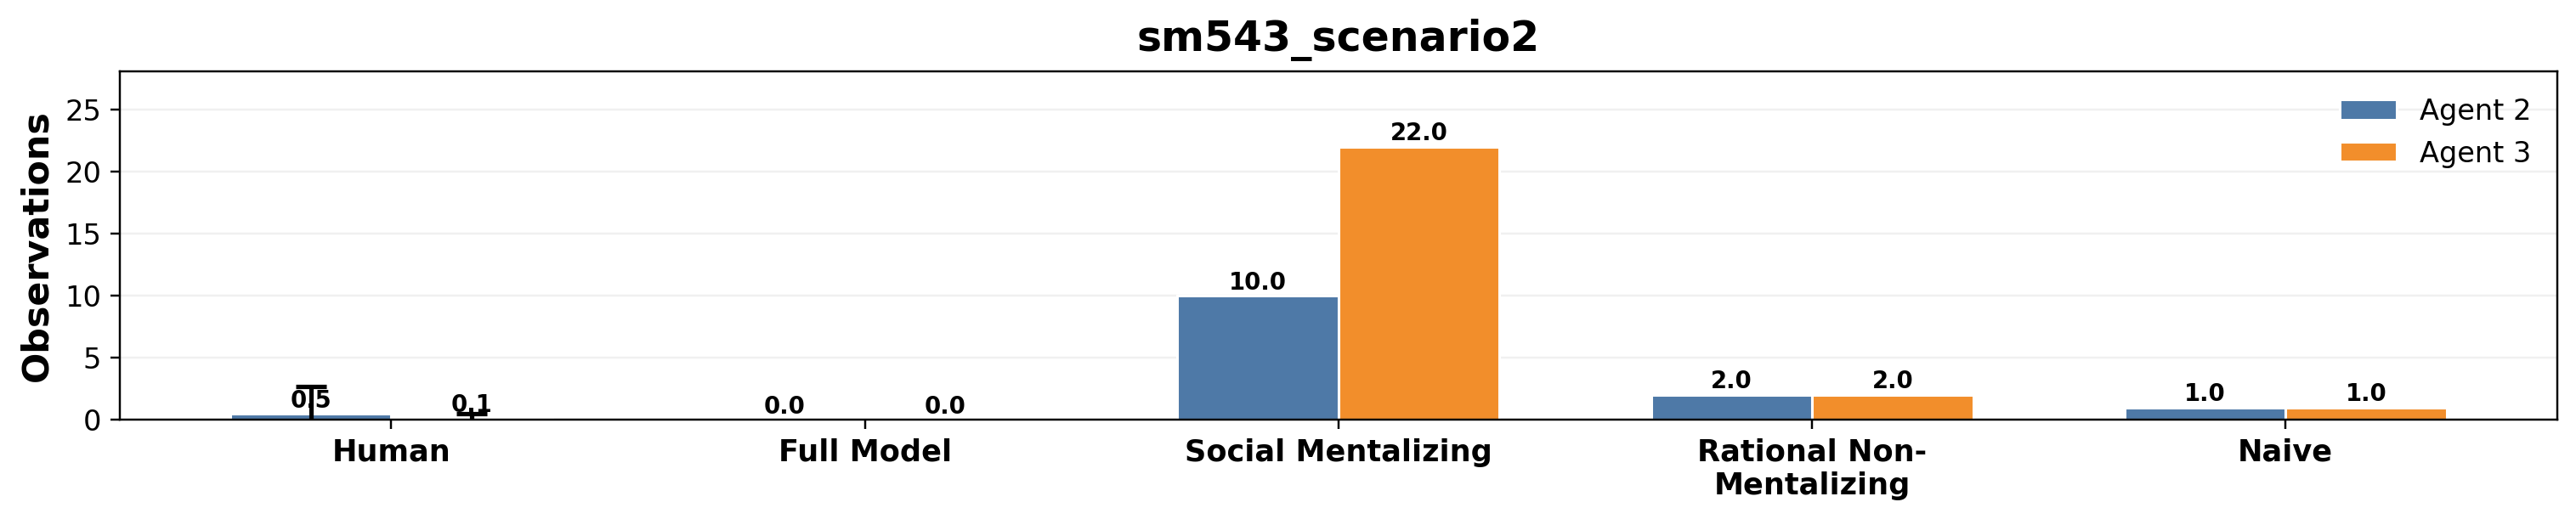 sm543_scenario2
Observations
25
20
15
10
5
0
Agent 2
Agent 3
0.5
0.1
0.0
0.0
10.0
22.0
2.0
2.0
1.0
1.0
Human
Full Model
Social Mentalizing
Rational Non-
Mentalizing
Naive